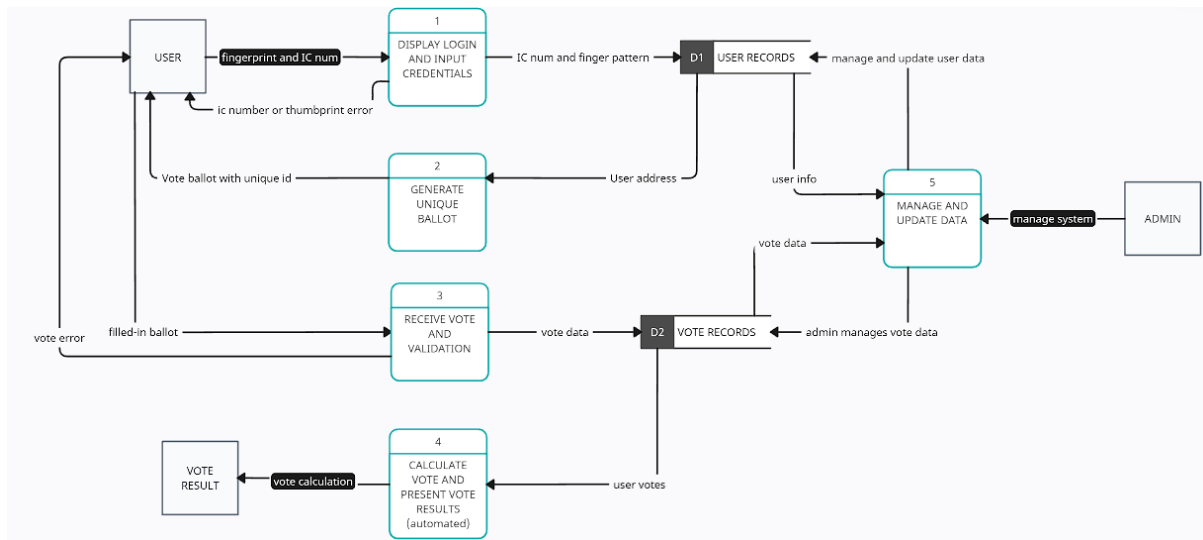 1
USER
fingerprint and IC num
DISPLAY LOGIN
AND INPUT
CREDENTIALS
IC num and finger pattern
D1
USER RECORDS
manage and update user data
ic number or thumbprint error
2
GENERATE
UNIQUE
BALLOT
Vote ballot with unique id
User address
user info
5
MANAGE AND
UPDATE DATA
manage system
ADMIN
vote data
3
RECEIVE VOTE
AND
VALIDATION
filled-in ballot
vote error
vote data
D2
VOTE RECORDS
admin manages vote data
4
CALCULATE
VOTE AND
PRESENT VOTE
RESULTS
(automated)
VOTE
RESULT
vote calculation
user votes